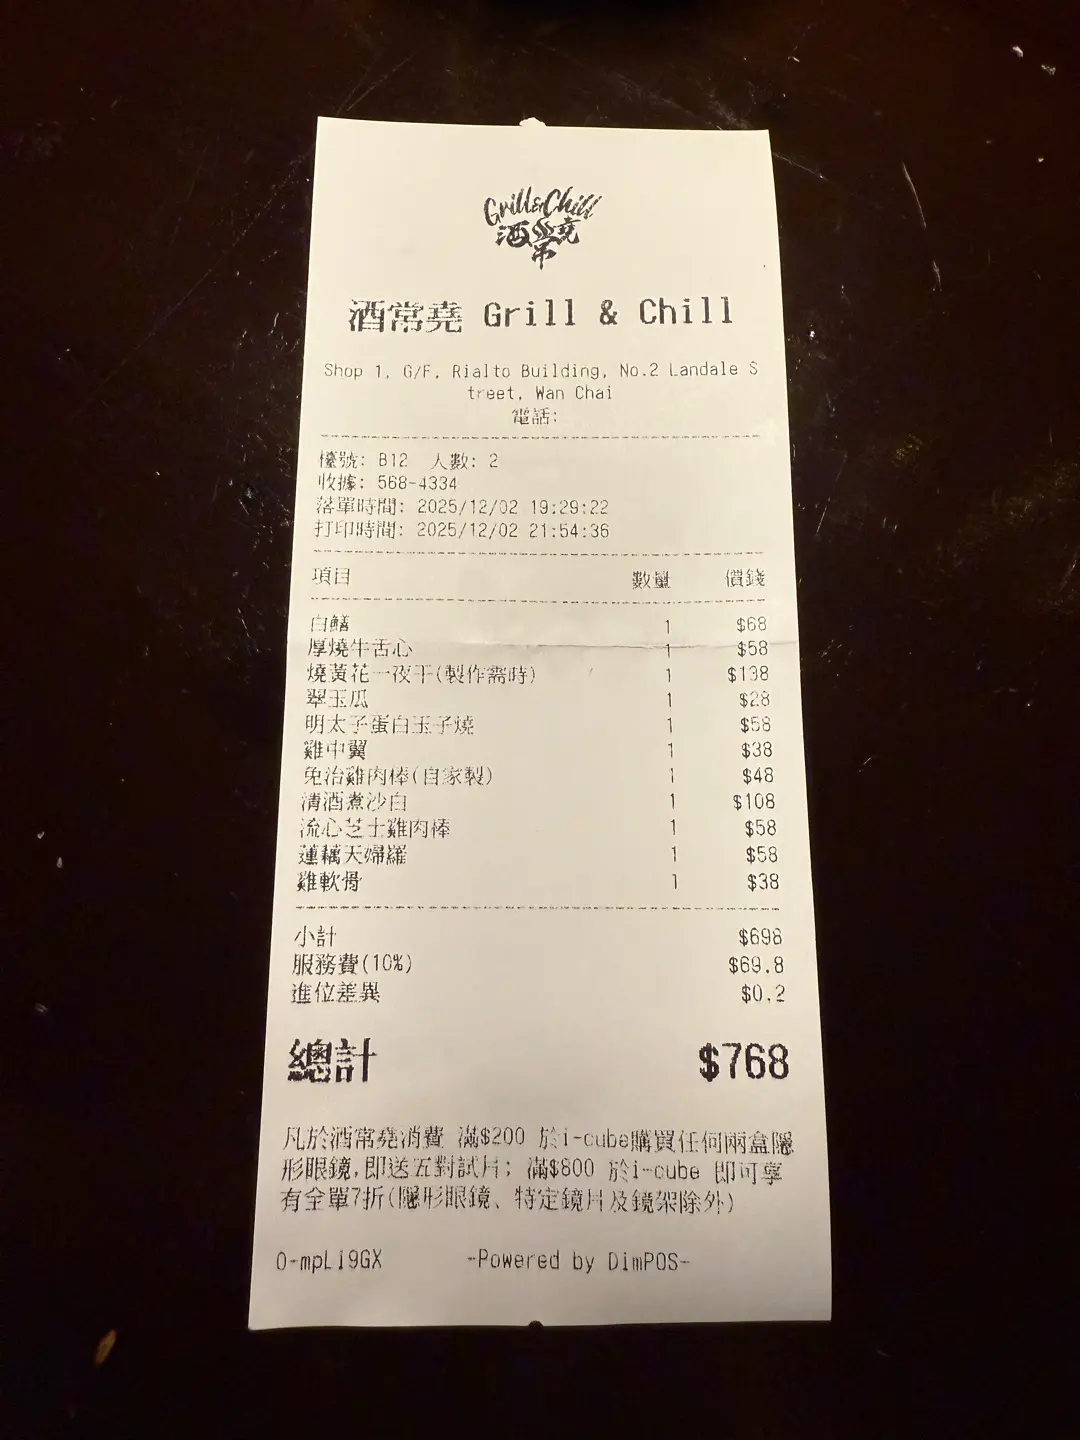 Grill&Chill
酒常燒
酒常堯 Grill & Chill
Shop 1, G/F, Rialto Building, No.2 Landale S
treet, Wan Chai
電話:
檯號: B12 人數: 2
收據: 568-4334
落單時間: 2025/12/02 19:29:22
打印時間: 2025/12/02 21:54:36
項目 數量 價錢
白鱔 1 $68
厚燒牛舌心 1 $58
燒黃花一夜干(製作需時) 1 $138
翠玉瓜 1 $28
明太子蛋白玉子燒 1 $58
雞中翼 1 $38
免治雞肉棒(自家製) 1 $48
清酒煮沙白 1 $108
流心芝士雞肉棒 1 $58
蓮藕天婦羅 1 $58
雞軟骨 1 $38
小計 $698
服務費(10%) $69.8
進位差異 $0.2
總計 $768
凡於酒常堯消費 滿$200 於i-cube購買任何兩盒隱
形眼鏡,即送五對試片; 滿$800 於i-cube 即可享
有全單7折(隱形眼鏡、特定鏡片及鏡架除外)
O-mpLi9GX -Powered by DimPOS-